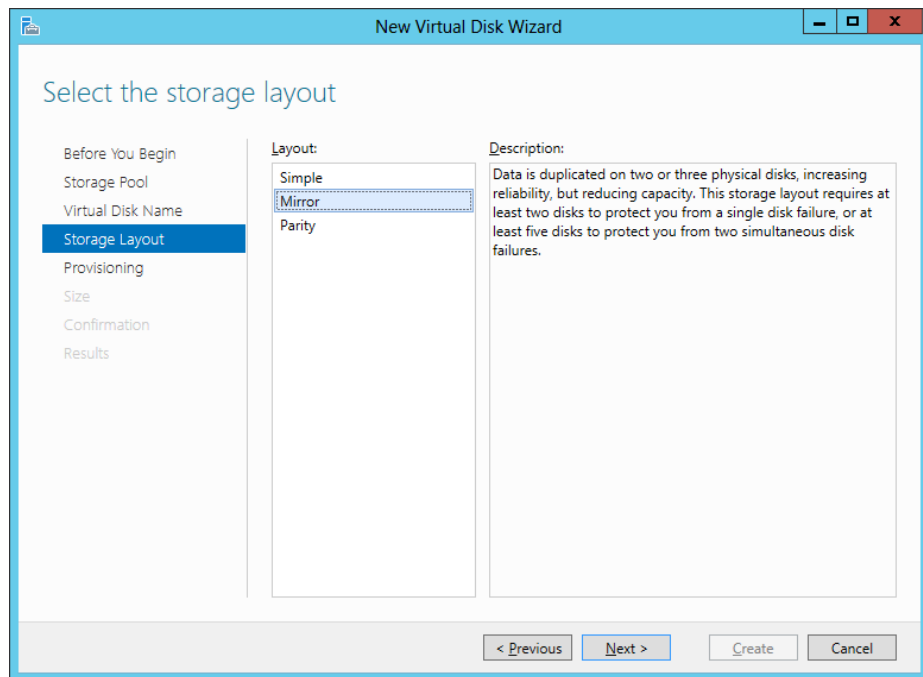 New Virtual Disk Wizard
Select the storage layout
Before You Begin
Storage Pool
Virtual Disk Name
Storage Layout
Provisioning
Size
Confirmation
Results
Layout:
Simple
Mirror
Parity
Description:
Data is duplicated on two or three physical disks, increasing
reliability, but reducing capacity. This storage layout requires at
least two disks to protect you from a single disk failure, or at
least five disks to protect you from two simultaneous disk
failures.
< Previous
Next >
Create
Cancel